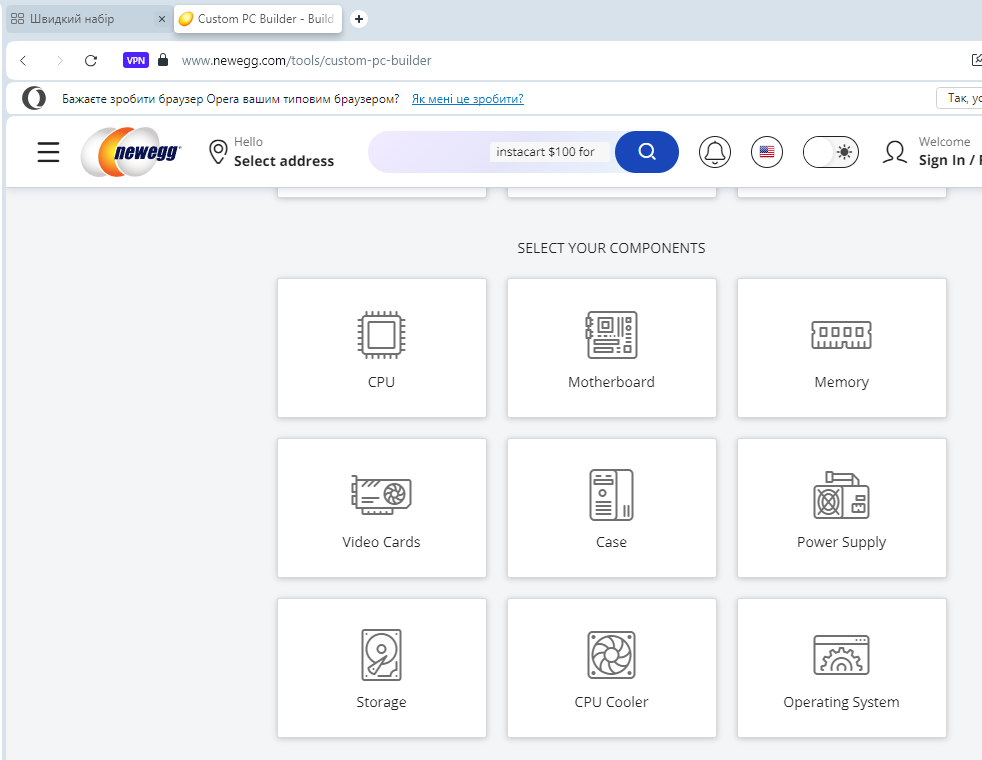 Швидкий набір
Custom PC Builder - Build
VPN
www.newegg.com/tools/custom-pc-builder
Бажаєте зробити браузер Opera вашим типовим браузером? Як мені це зробити?
Так, ус
newegg
Hello
Select address
instacart $100 for
Welcome
Sign In /
SELECT YOUR COMPONENTS
CPU
Motherboard
Memory
Video Cards
Case
Power Supply
Storage
CPU Cooler
Operating System